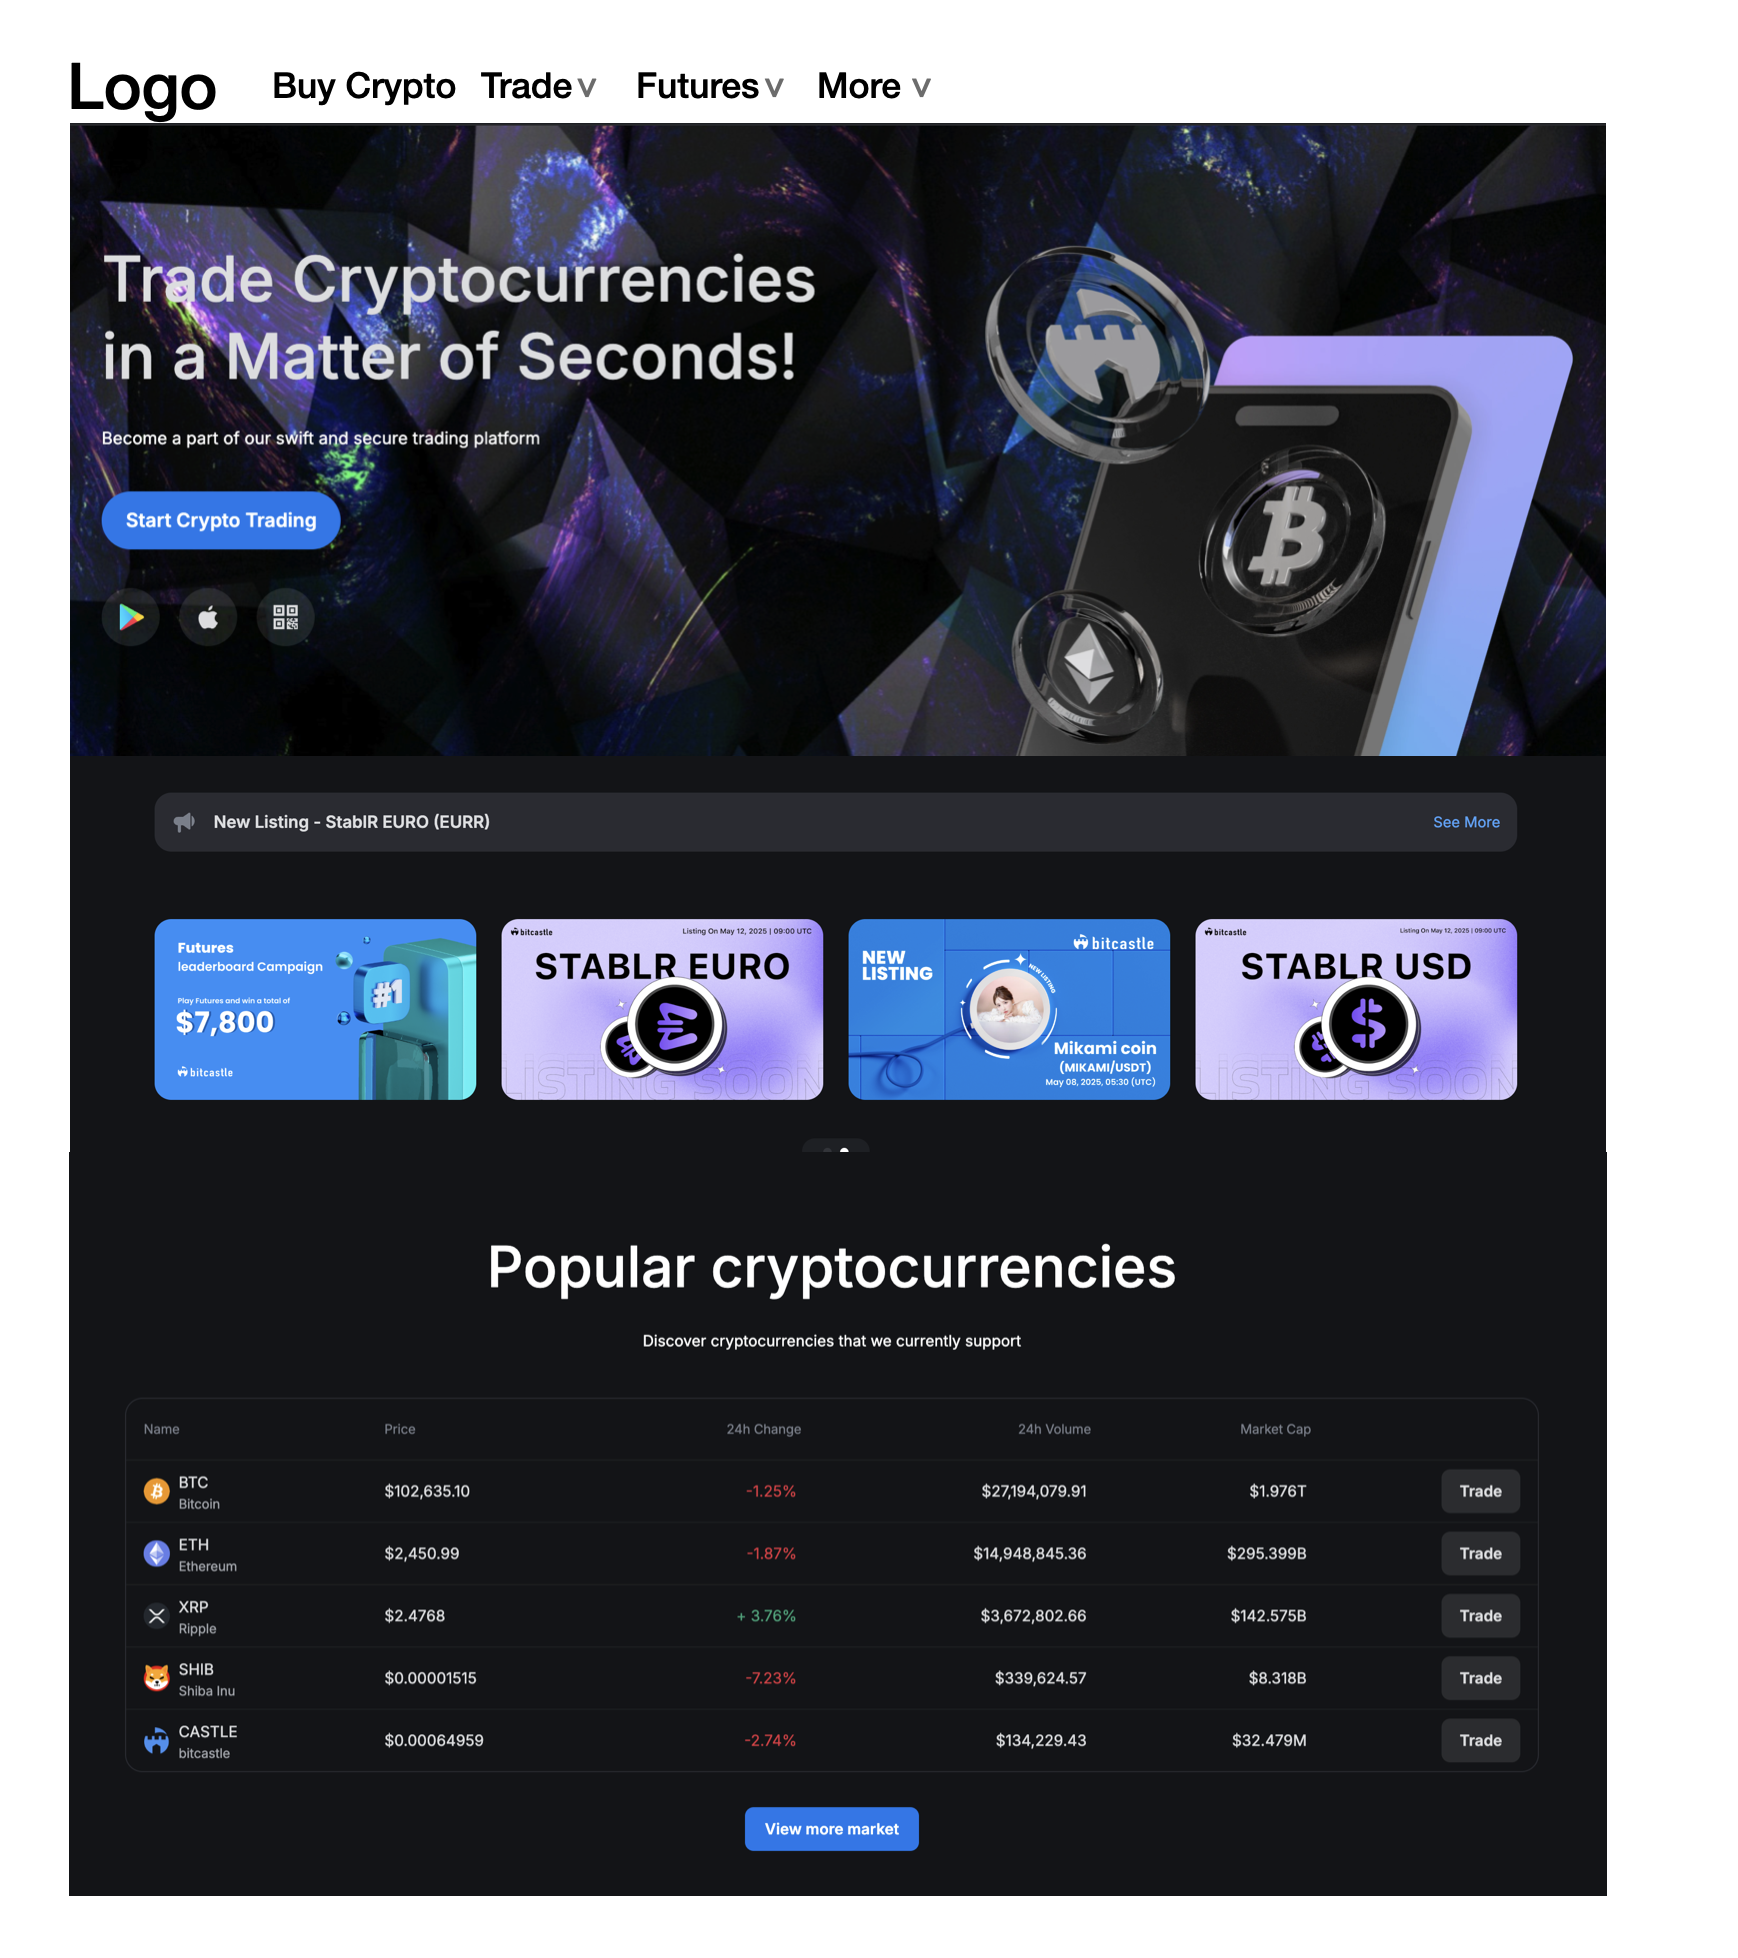 Logo
Buy Crypto
Trade
Futures
More
Trade Cryptocurrencies
in a Matter of Seconds!
Become a part of our swift and secure trading platform
Start Crypto Trading
New Listing - StablR EURO (EURR)
See More
Futures
leaderboard Campaign
Play Futures and win a total of
$7,800
bitcastle
#1
bitcastle
Listing On May 12, 2025 | 09:00 UTC
STABLR EURO
LISTING SOON
NEW
LISTING
bitcastle
NEW LISTING
Mikami coin
(MIKAMI/USDT)
May 08, 2025, 05:30 (UTC)
bitcastle
Listing On May 12, 2025 | 09:00 UTC
STABLR USD
LISTING SOON
Popular cryptocurrencies
Discover cryptocurrencies that we currently support
Name Price 24h Change 24h Volume Market Cap
BTC
Bitcoin
$102,635.10 -1.25% $27,194,079.91 $1.976T Trade
ETH
Ethereum
$2,450.99 -1.87% $14,948,845.36 $295.399B Trade
XRP
Ripple
$2.4768 + 3.76% $3,672,802.66 $142.575B Trade
SHIB
Shiba Inu
$0.00001515 -7.23% $339,624.57 $8.318B Trade
CASTLE
bitcastle
$0.00064959 -2.74% $134,229.43 $32.479M Trade
View more market